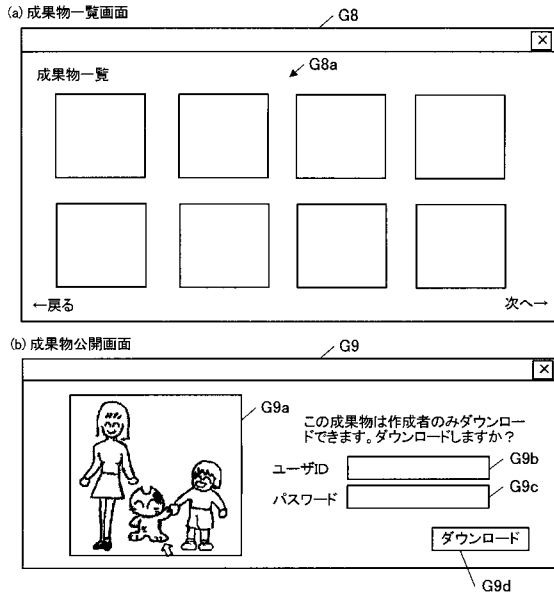 (a) 成果物一覧画面
G8
×
成果物一覧
G8a
←戻る
次へ→
(b) 成果物公開画面
G9
×
G9a
この成果物は作成者のみダウンロー
ドできます。ダウンロードしますか？
ユーザID
G9b
パスワード
G9c
ダウンロード
G9d